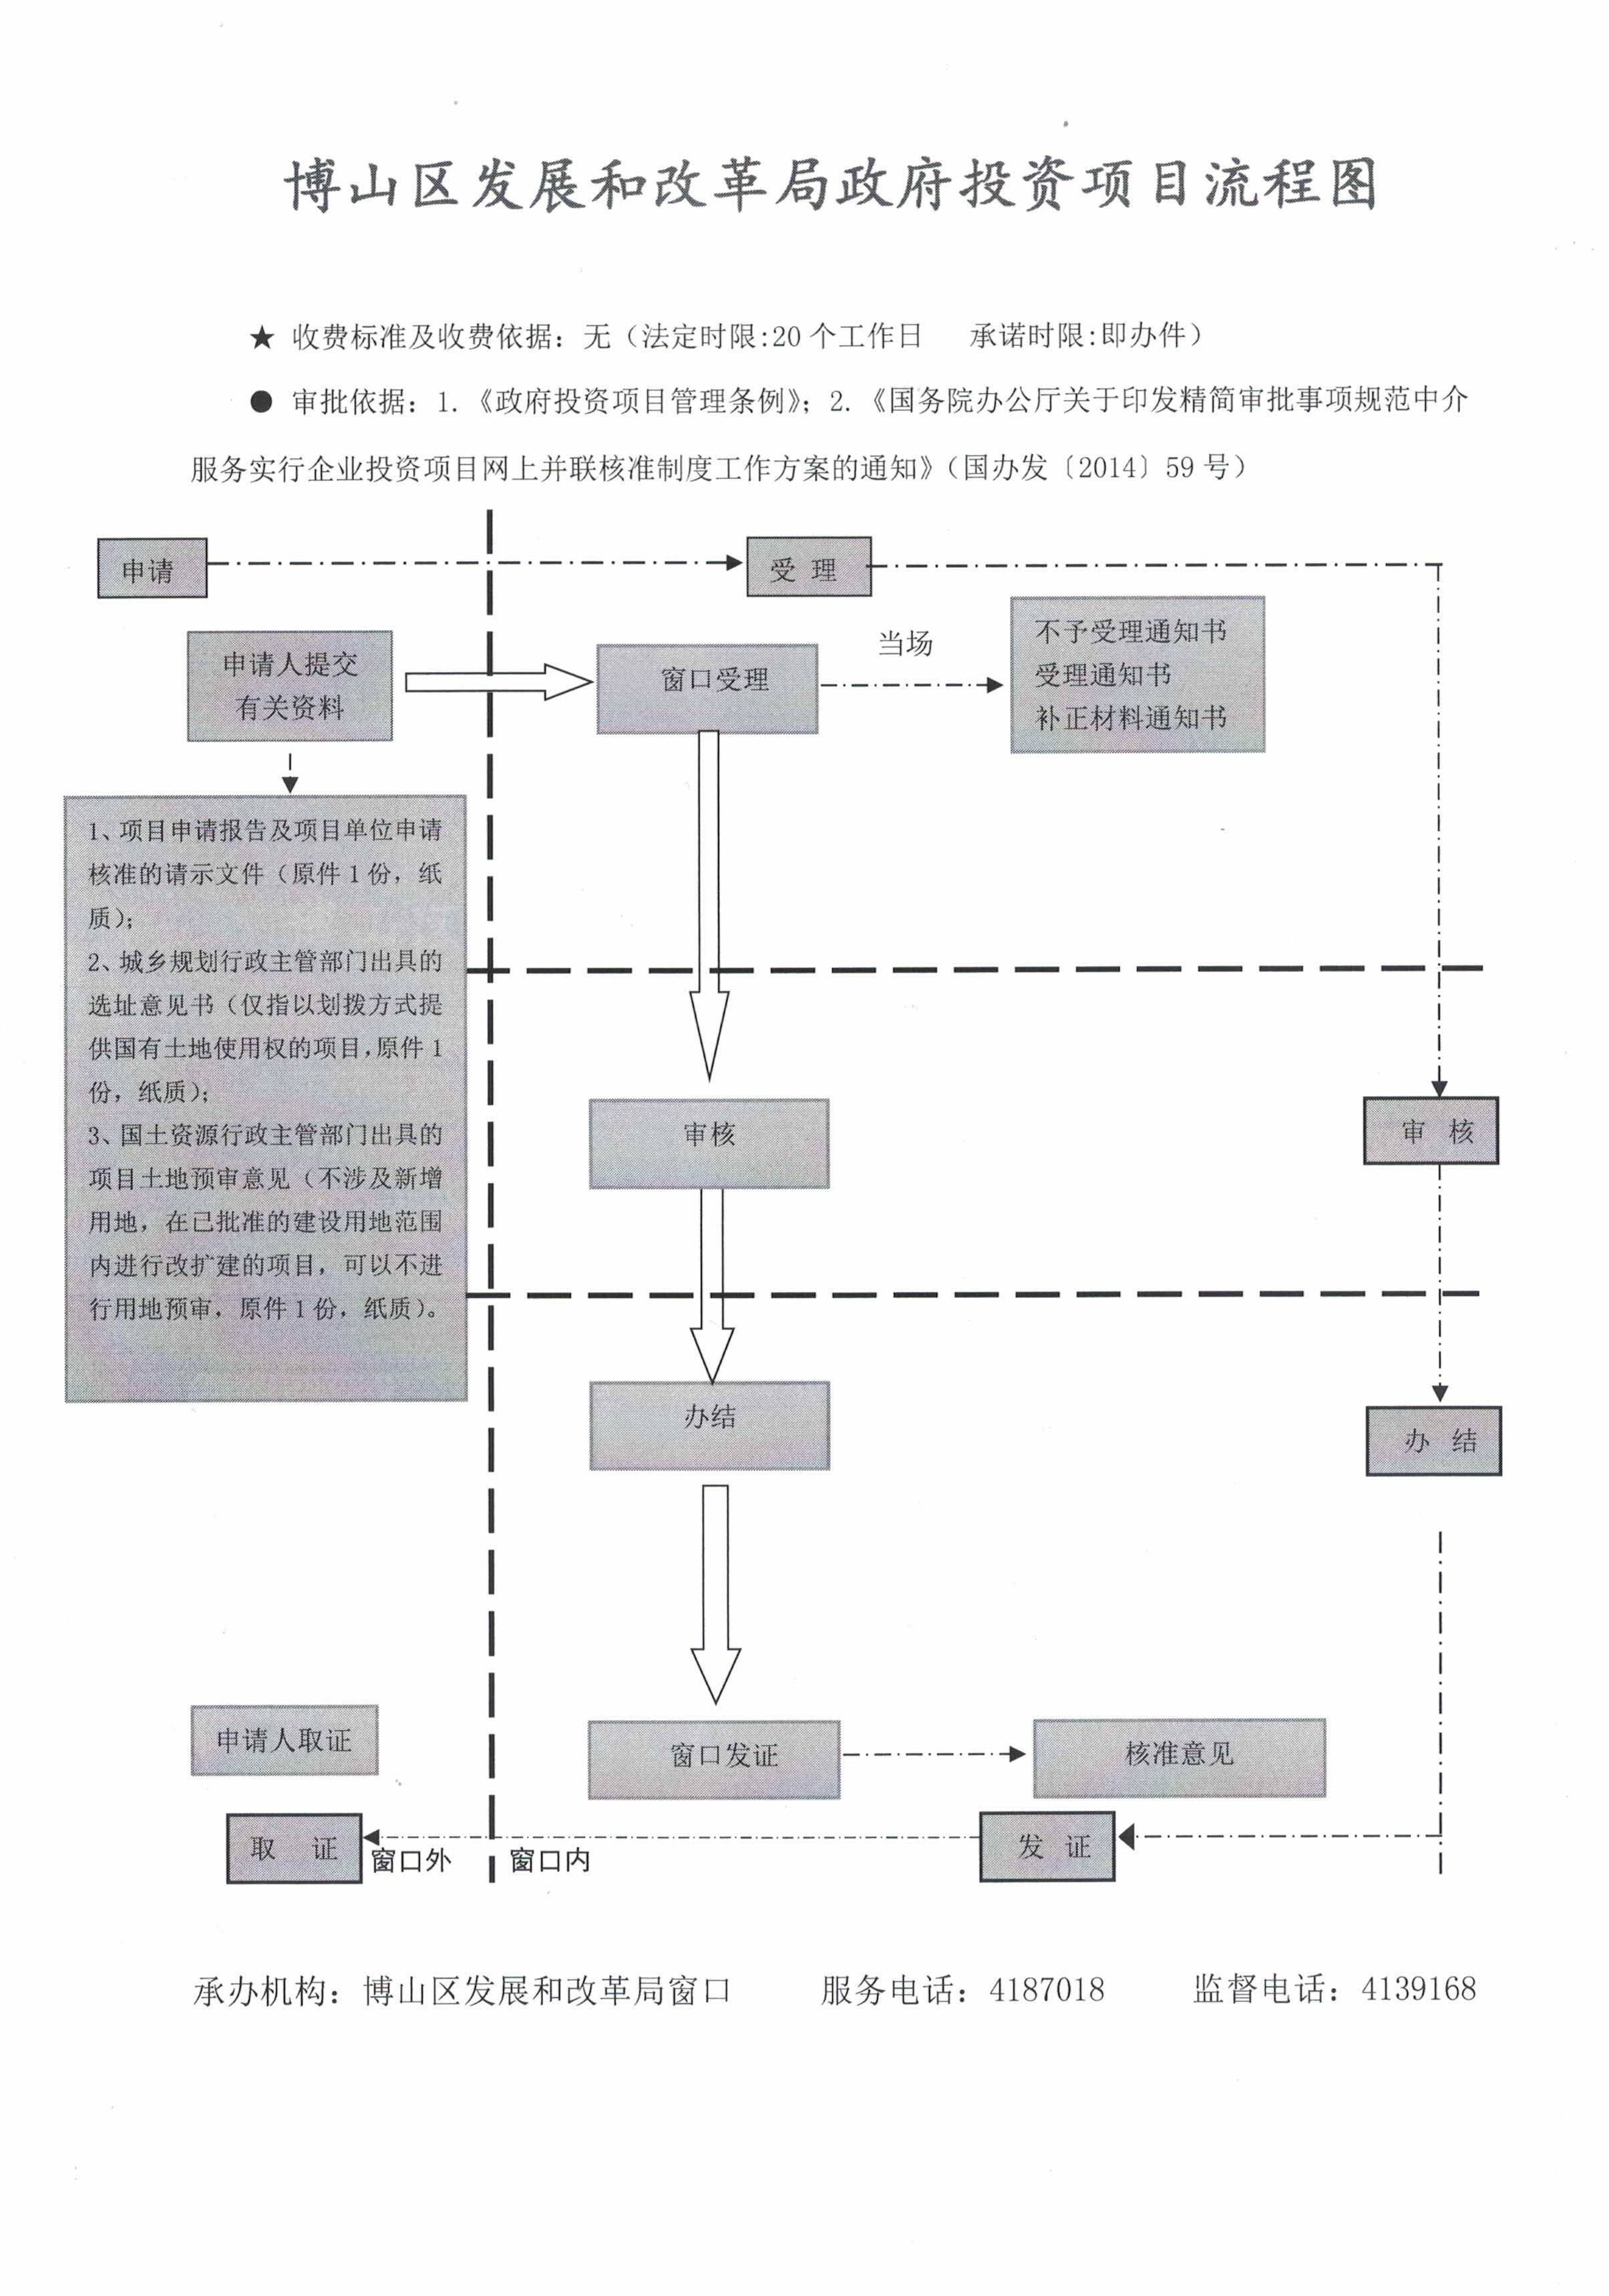 博山区发展和改革局政府投资项目流程图
★ 收费标准及收费依据：无（法定时限:20 个工作日 承诺时限:即办件）
● 审批依据：1.《政府投资项目管理条例》；2.《国务院办公厅关于印发精简审批事项规范中介
服务实行企业投资项目网上并联核准制度工作方案的通知》（国办发〔2014〕59 号）
申请
受 理
申请人提交
有关资料
窗口受理
当场
不予受理通知书
受理通知书
补正材料通知书
1、项目申请报告及项目单位申请
核准的请示文件（原件 1 份，纸
质）；
2、城乡规划行政主管部门出具的
选址意见书（仅指以划拨方式提
供国有土地使用权的项目,原件 1
份，纸质）；
3、国土资源行政主管部门出具的
项目土地预审意见（不涉及新增
用地，在已批准的建设用地范围
内进行改扩建的项目，可以不进
行用地预审，原件 1 份，纸质）。
审核
审 核
办结
办 结
申请人取证
窗口发证
核准意见
取 证
窗口外
窗口内
发 证
承办机构：博山区发展和改革局窗口 服务电话：4187018 监督电话：4139168